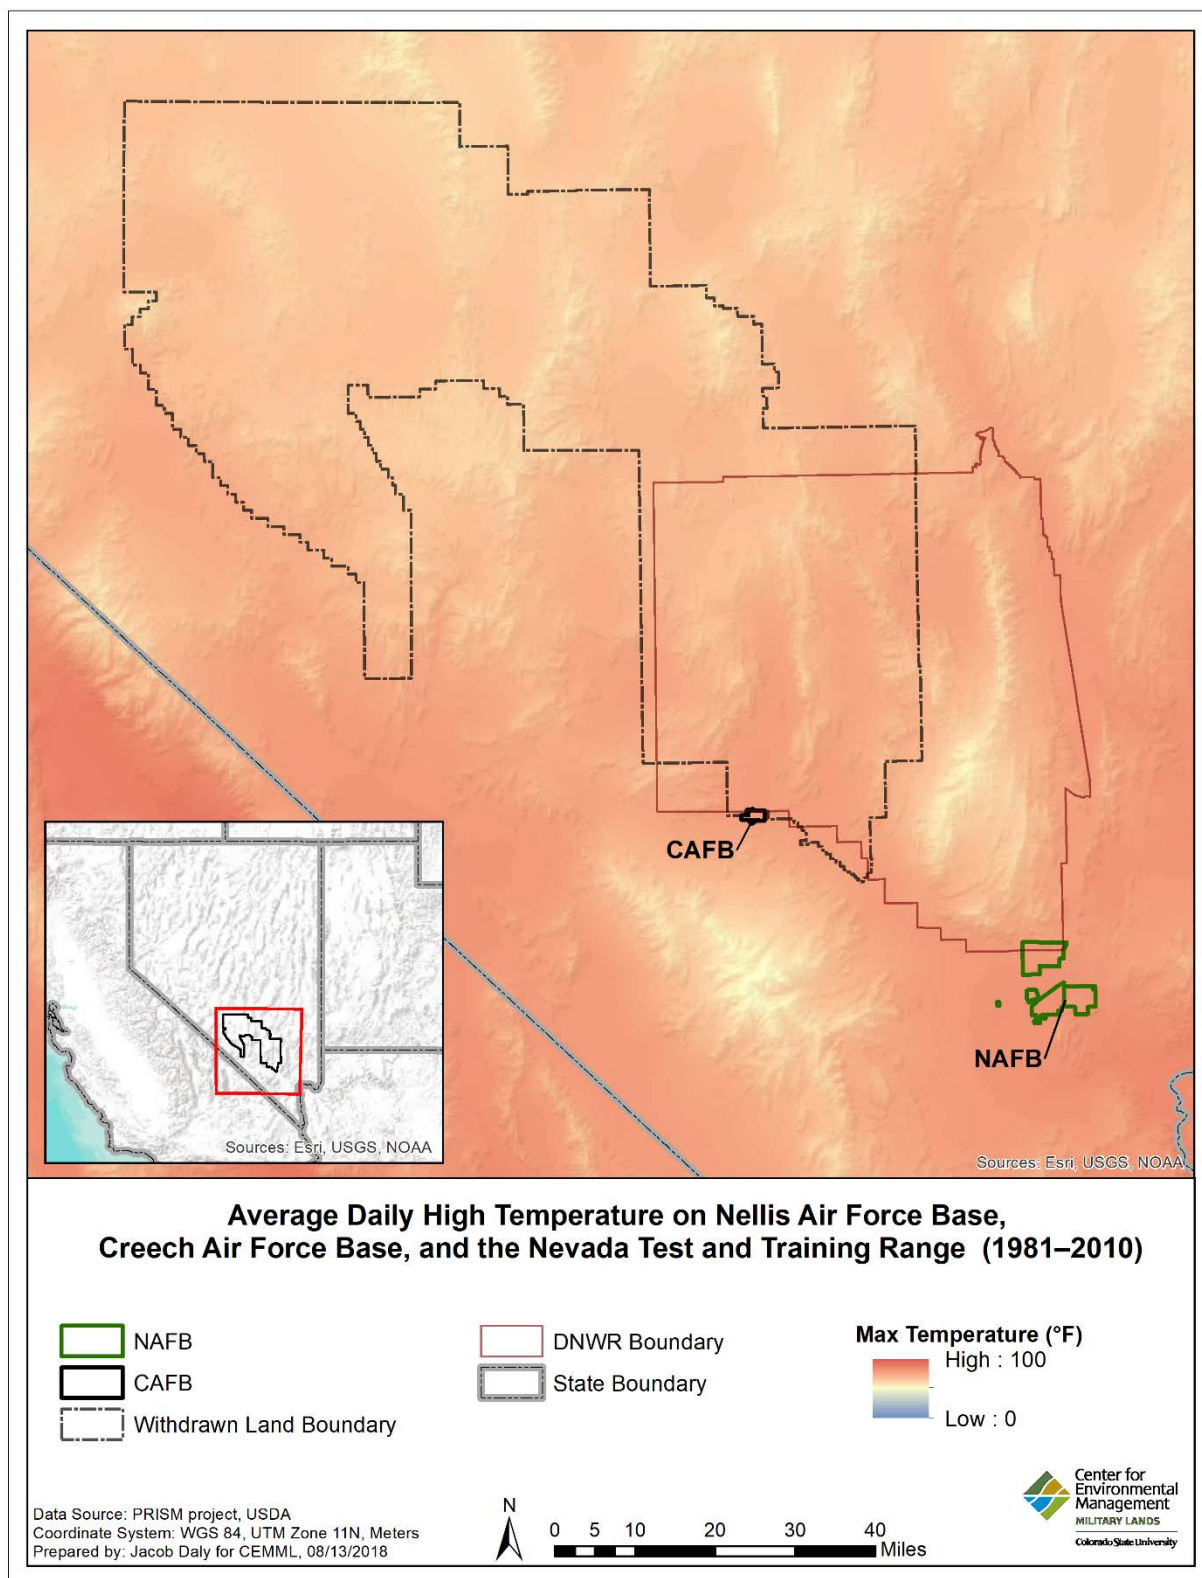 CAFB
NAFB
Sources: Esri, USGS, NOAA
Sources: Esri, USGS, NOAA
Average Daily High Temperature on Nellis Air Force Base,
Creech Air Force Base, and the Nevada Test and Training Range (1981–2010)
NAFB
CAFB
Withdrawn Land Boundary
DNWR Boundary
State Boundary
Max Temperature (°F)
High : 100
Low : 0
Data Source: PRISM project, USDA
Coordinate System: WGS 84, UTM Zone 11N, Meters
Prepared by: Jacob Daly for CEMML, 08/13/2018
N
0 5 10 20 30 40
Miles
Center for
Environmental
Management
MILITARY LANDS
Colorado State University